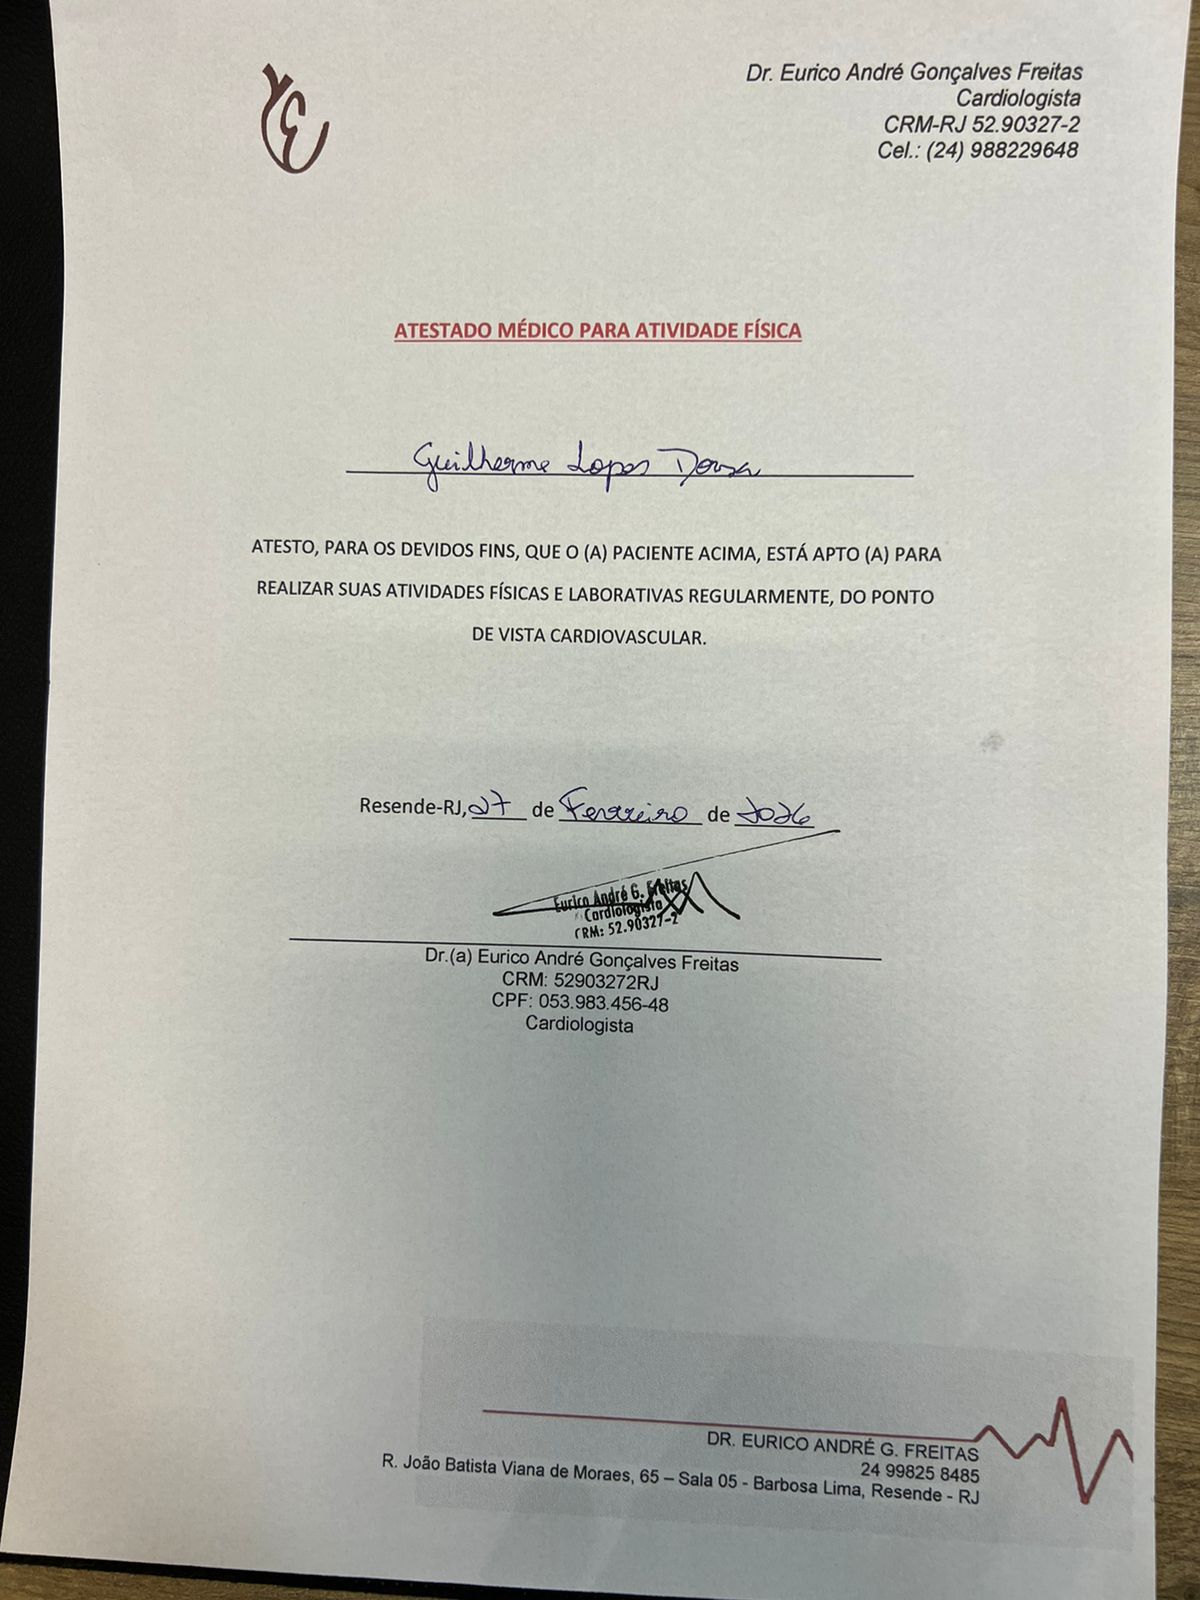 Dr. Eurico André Gonçalves Freitas
Cardiologista
CRM-RJ 52.90327-2
Cel.: (24) 988229648
ATESTADO MÉDICO PARA ATIVIDADE FÍSICA
Guilherme Lopes
ATESTO, PARA OS DEVIDOS FINS, QUE O (A) PACIENTE ACIMA, ESTÁ APTO (A) PARA
REALIZAR SUAS ATIVIDADES FÍSICAS E LABORATIVAS REGULARMENTE, DO PONTO
DE VISTA CARDIOVASCULAR.
Resende-RJ, 27 de Fevereiro de 2026
Eurico André G. Freitas
Cardiologista
CRM: 52.90327-2
Dr.(a) Eurico André Gonçalves Freitas
CRM: 52903272RJ
CPF: 053.983.456-48
Cardiologista
DR. EURICO ANDRÉ G. FREITAS
24 99825 8485
R. João Batista Viana de Moraes, 65 – Sala 05 - Barbosa Lima, Resende - RJ